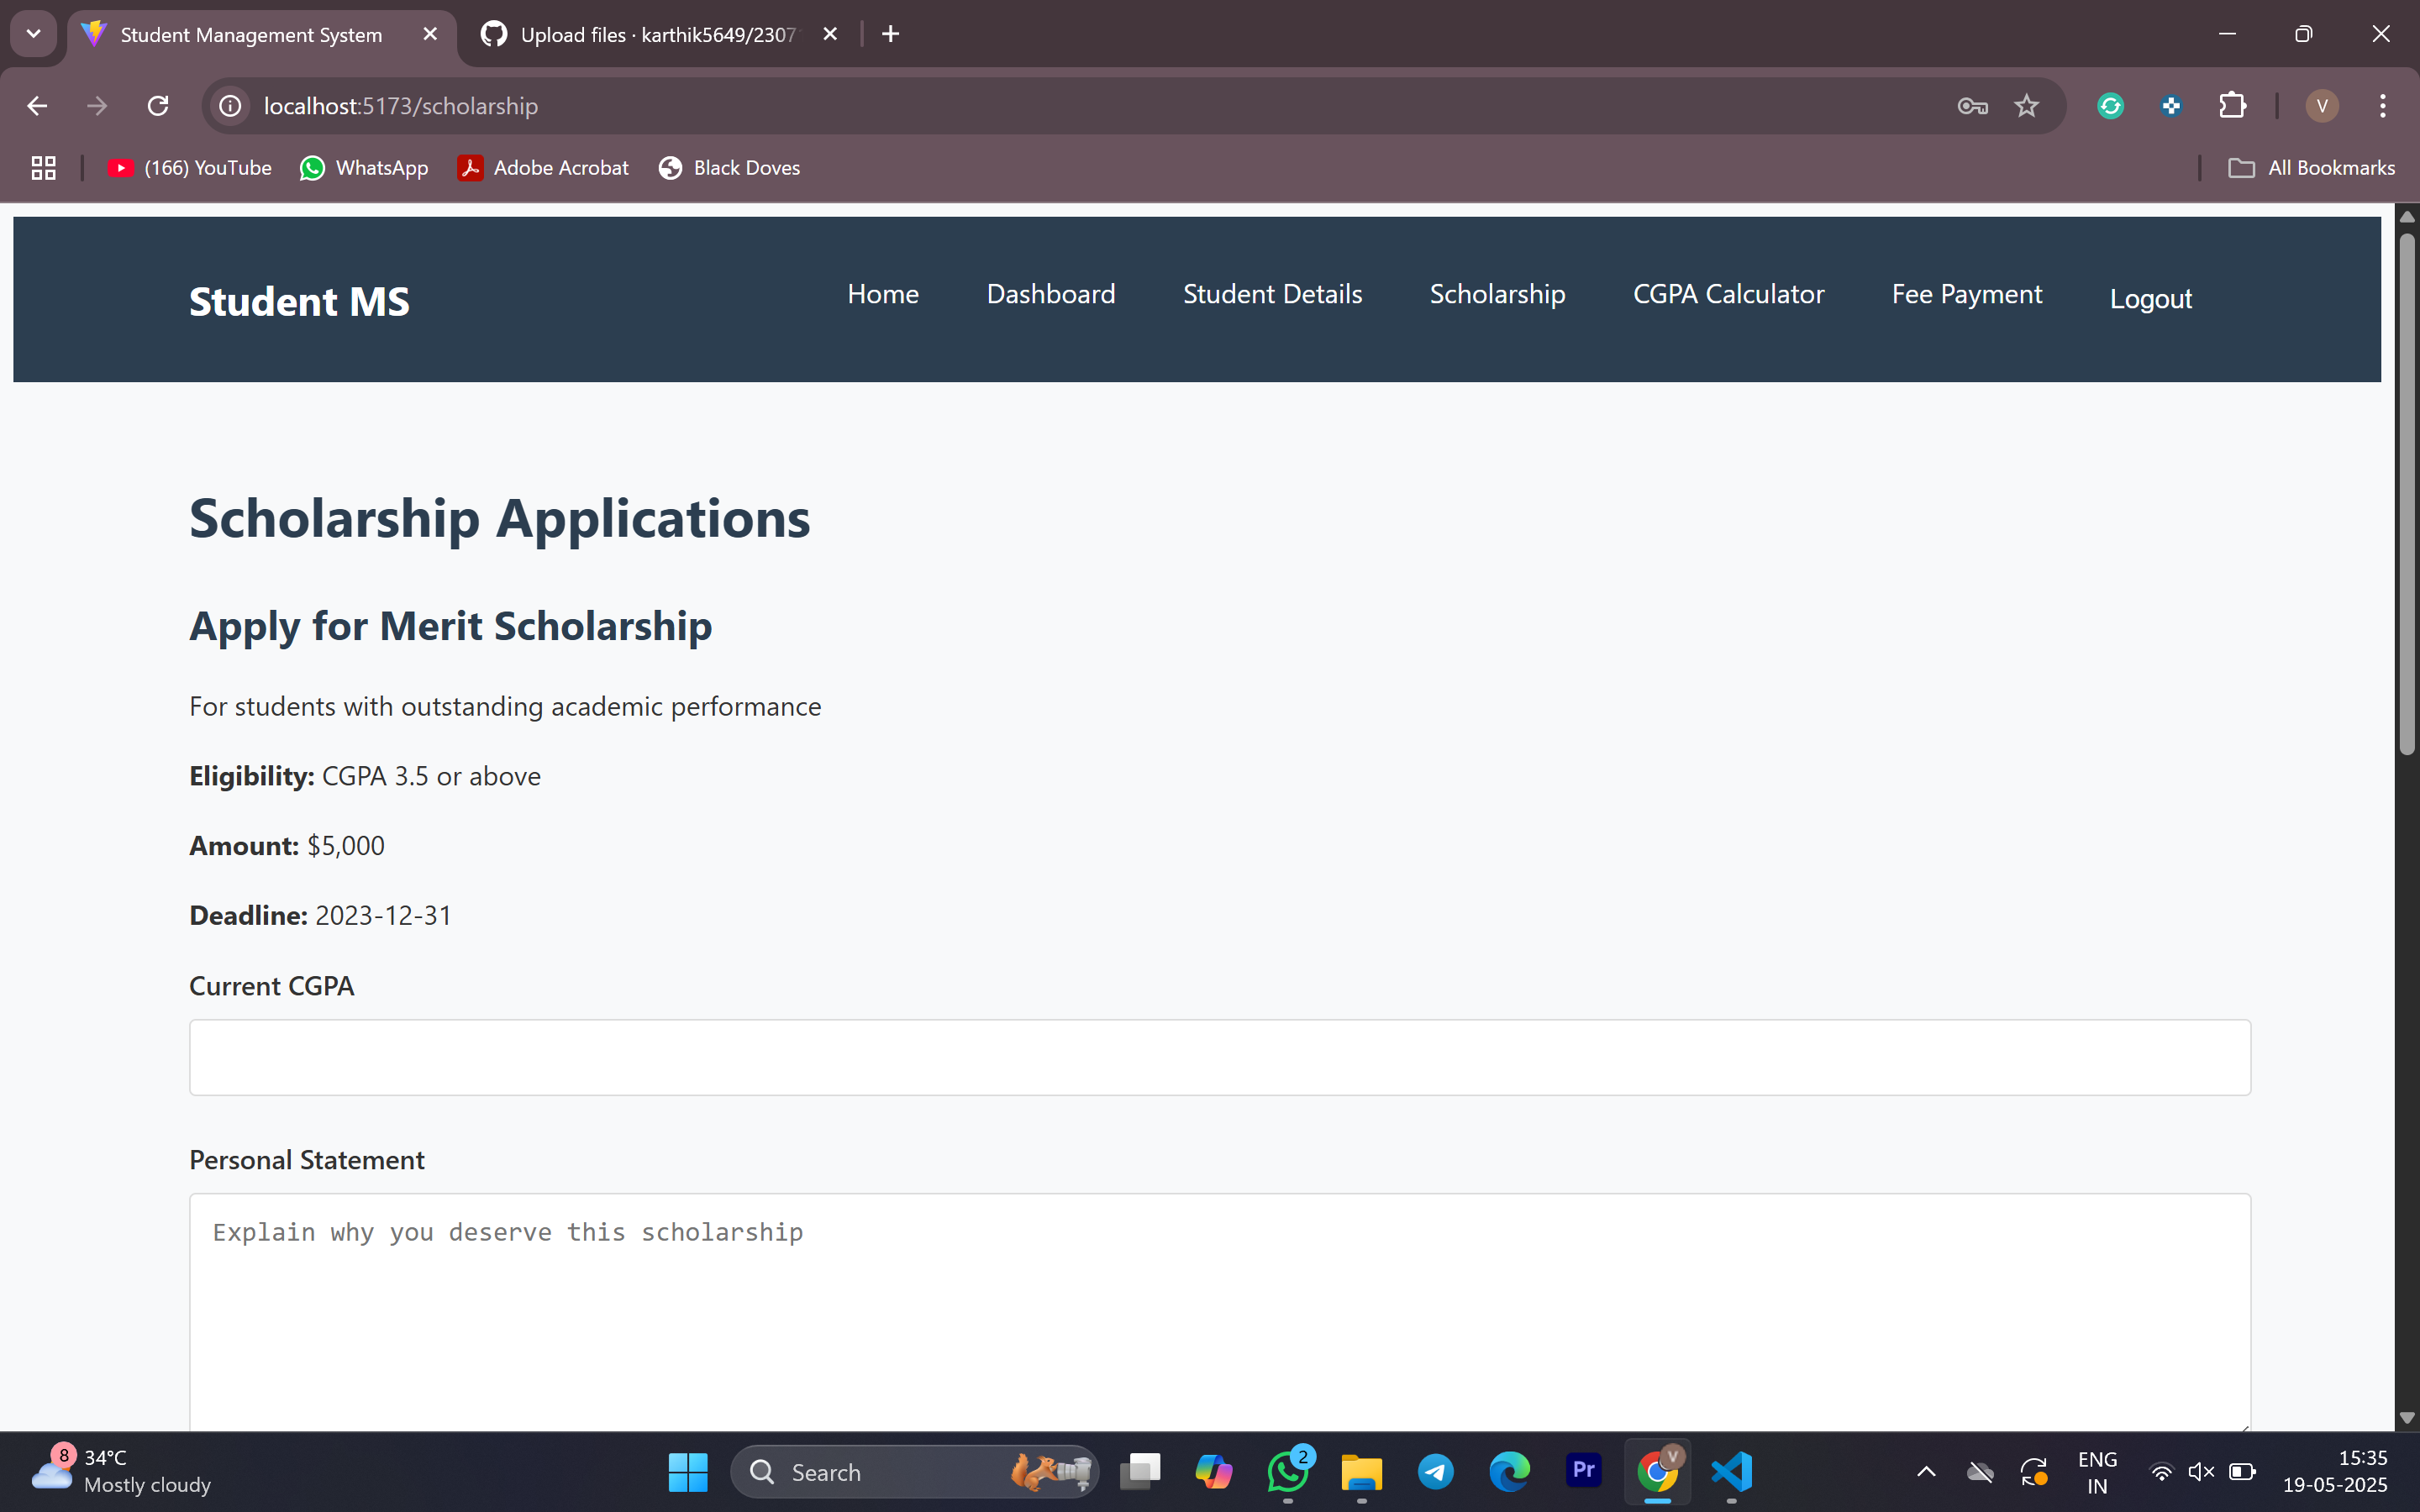 Student Management System
Upload files · karthik5649/2307
localhost:5173/scholarship
V
(166) YouTube
WhatsApp
Adobe Acrobat
Black Doves
All Bookmarks
Student MS
Home
Dashboard
Student Details
Scholarship
CGPA Calculator
Fee Payment
Logout
Scholarship Applications
Apply for Merit Scholarship
For students with outstanding academic performance
Eligibility: CGPA 3.5 or above
Amount: $5,000
Deadline: 2023-12-31
Current CGPA
Personal Statement
Explain why you deserve this scholarship
8
34°C
Mostly cloudy
Search
2
Pr
V
ENG
IN
15:35
19-05-2025